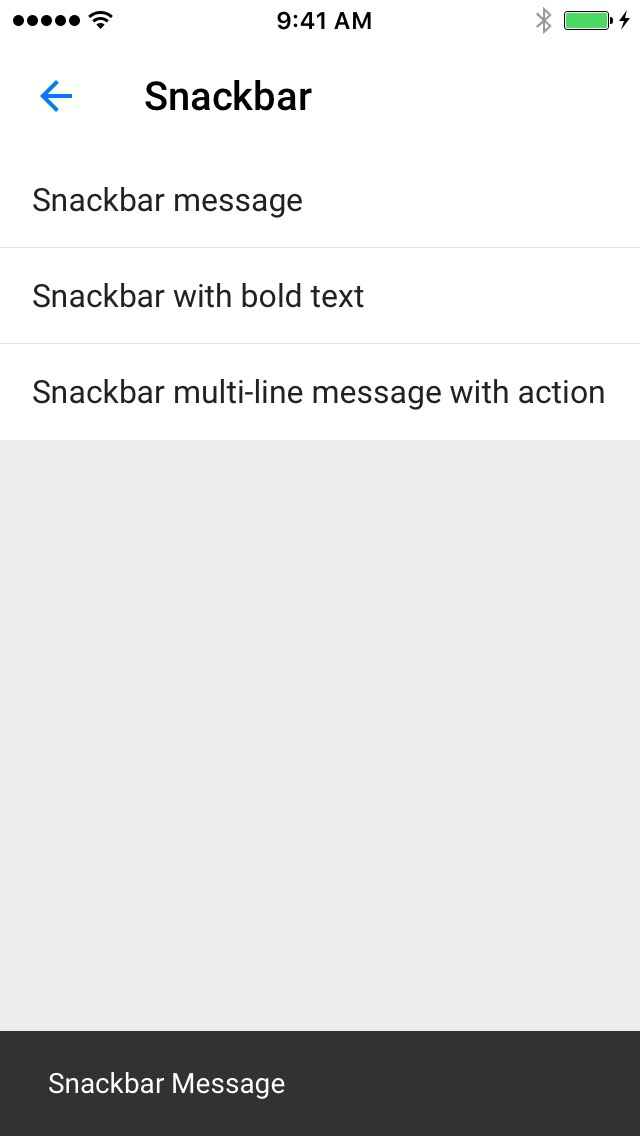 9:41 AM
Snackbar
Snackbar message
Snackbar with bold text
Snackbar multi-line message with action
Snackbar Message